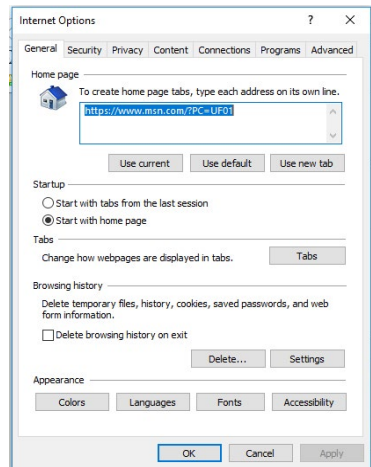 Internet Options ? X
General Security Privacy Content Connections Programs Advanced
Home page
To create home page tabs, type each address on its own line.
https://www.msn.com/?PC=UF01
Use current Use default Use new tab
Startup
Start with tabs from the last session
Start with home page
Tabs
Change how webpages are displayed in tabs. Tabs
Browsing history
Delete temporary files, history, cookies, saved passwords, and web
form information.
Delete browsing history on exit
Delete... Settings
Appearance
Colors Languages Fonts Accessibility
OK Cancel Apply